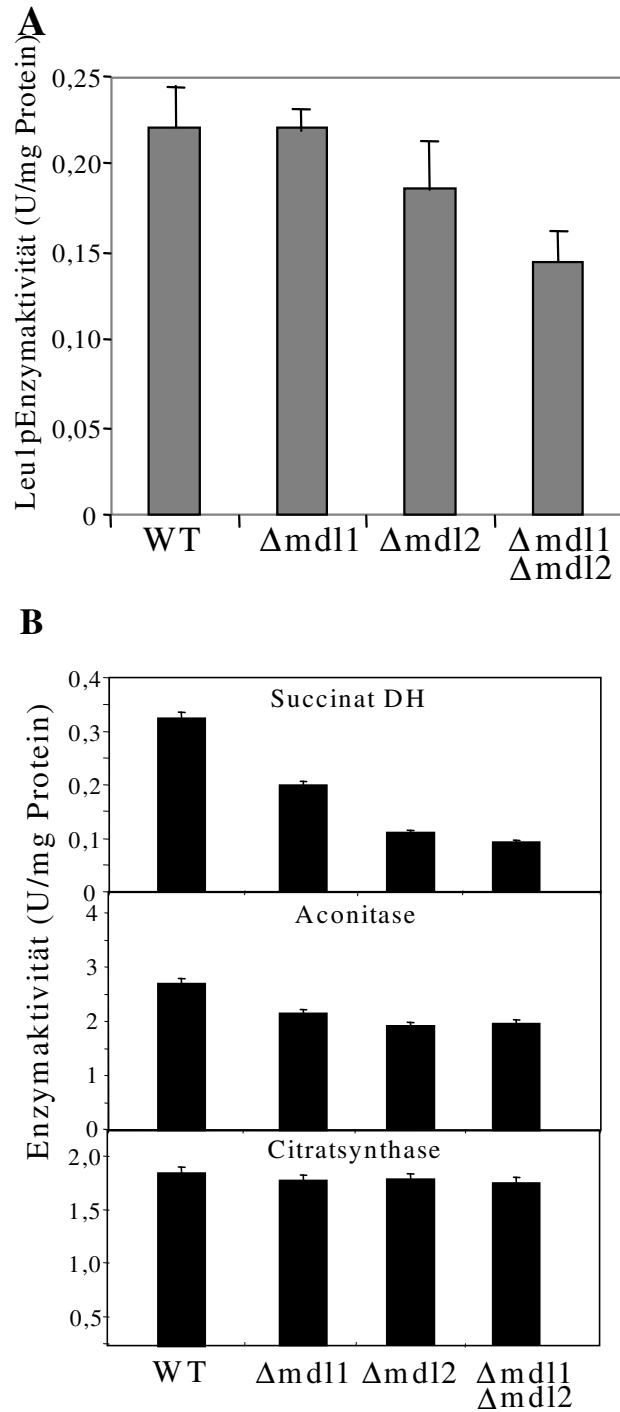 A
Leu1pEnzymaktivität (U/mg Protein)
0,25
0,20
0,15
0,10
0,05
0
WT
Δmdl1
Δmdl2
Δmdl1
Δmdl2
B
Enzymaktivität (U/mg Protein)
Succinat DH
0,4
0,3
0,2
0,1
0
Aconitase
4
3
2
1
0
Citratsynthase
2,0
1,5
1,0
0,5
WT
Δmdl1
Δmdl2
Δmdl1
Δmdl2